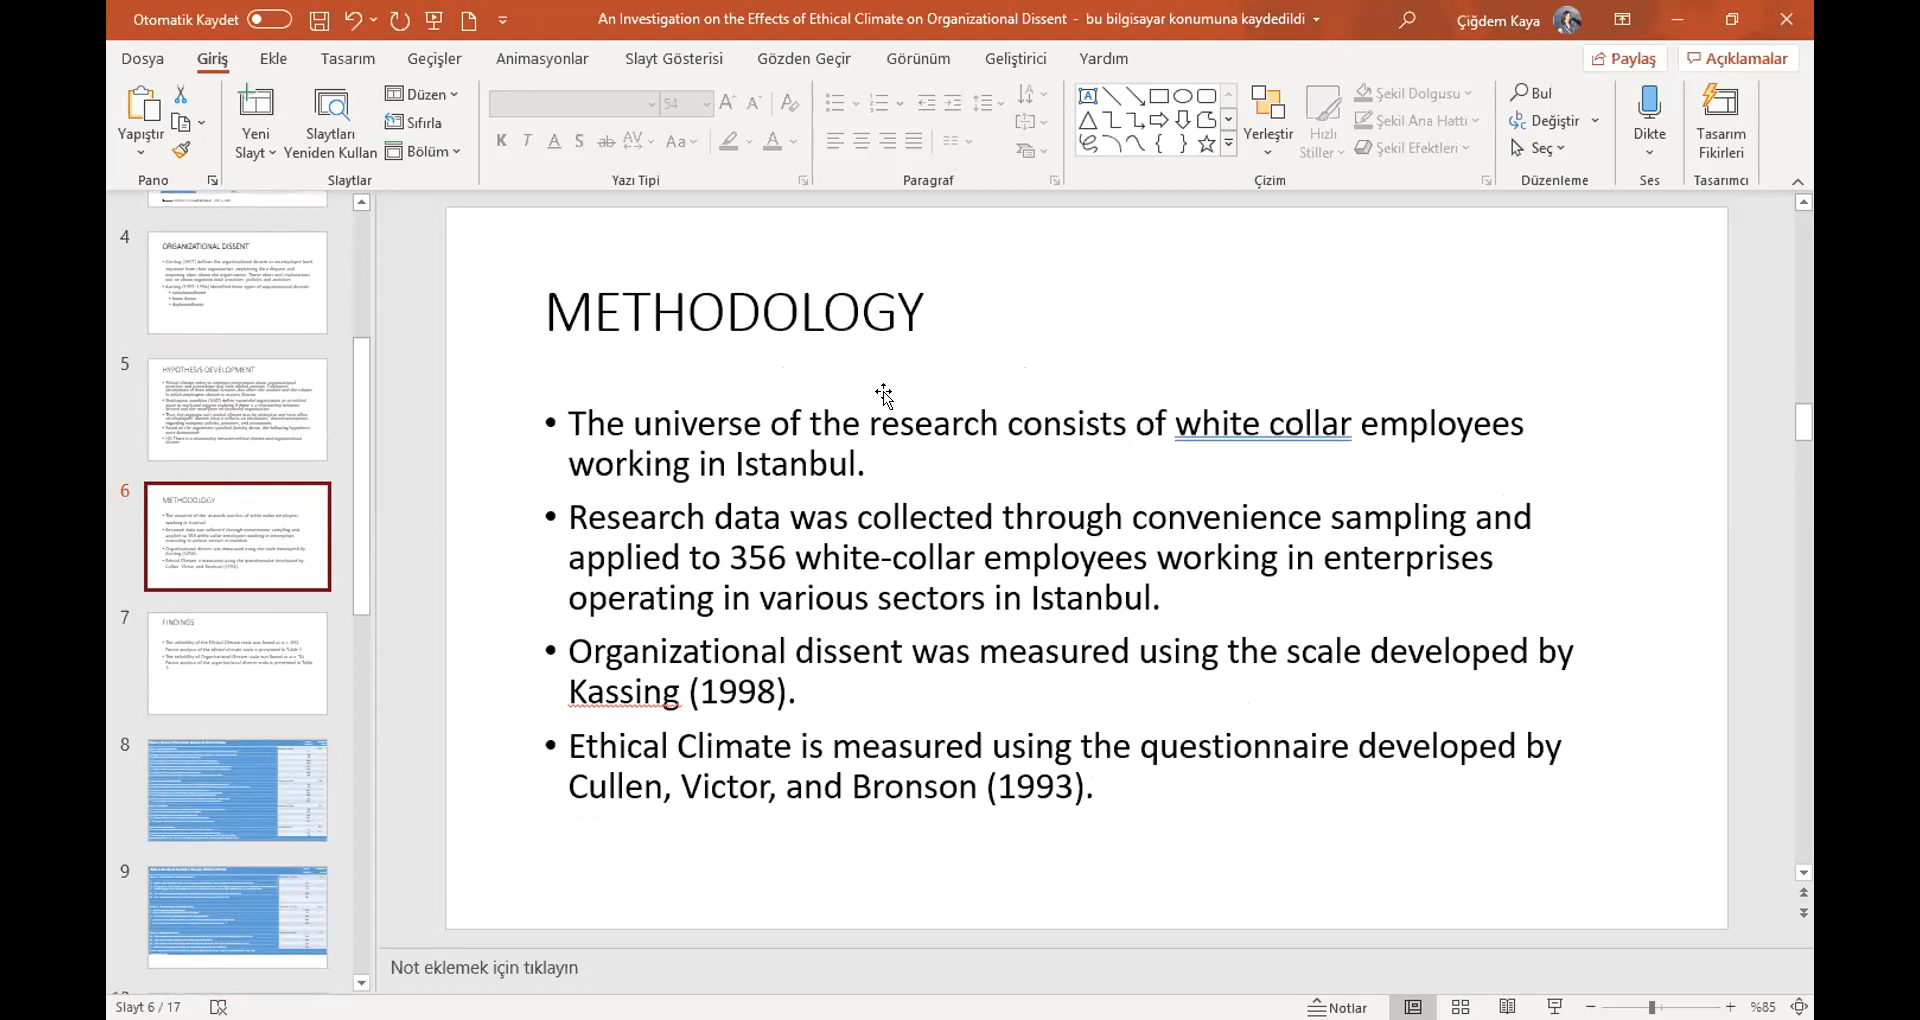 Otomatik Kaydet
An Investigation on the Effects of Ethical Climate on Organizational Dissent - bu bilgisayar konumuna kaydedildi
Çiğdem Kaya
Dosya Giriş Ekle Tasarım Geçişler Animasyonlar Slayt Gösterisi Gözden Geçir Görünüm Geliştirici Yardım
Paylaş Açıklamalar
Yapıştır
Pano
Yeni
Slayt
Slaytları
Yeniden Kullan
Düzen
Sıfırla
Bölüm
Slaytlar
54
K T A S ab AV Aa A
Yazı Tipi
Paragraf
Yerleştir
Hızlı
Stiller
Şekil Dolgusu
Şekil Ana Hattı
Şekil Efektleri
Çizim
Bul
Değiştir
Seç
Düzenleme
Dikte
Ses
Tasarım
Fikirleri
Tasarımcı
4
ORGANIZATIONAL DISSENT
5
HYPOTHESIS DEVELOPMENT
6
METHODOLOGY
7
FINDINGS
8
9
METHODOLOGY
• The universe of the research consists of white collar employees
working in Istanbul.
• Research data was collected through convenience sampling and
applied to 356 white-collar employees working in enterprises
operating in various sectors in Istanbul.
• Organizational dissent was measured using the scale developed by
Kassing (1998).
• Ethical Climate is measured using the questionnaire developed by
Cullen, Victor, and Bronson (1993).
Not eklemek için tıklayın
Slayt 6 / 17
Notlar
%85